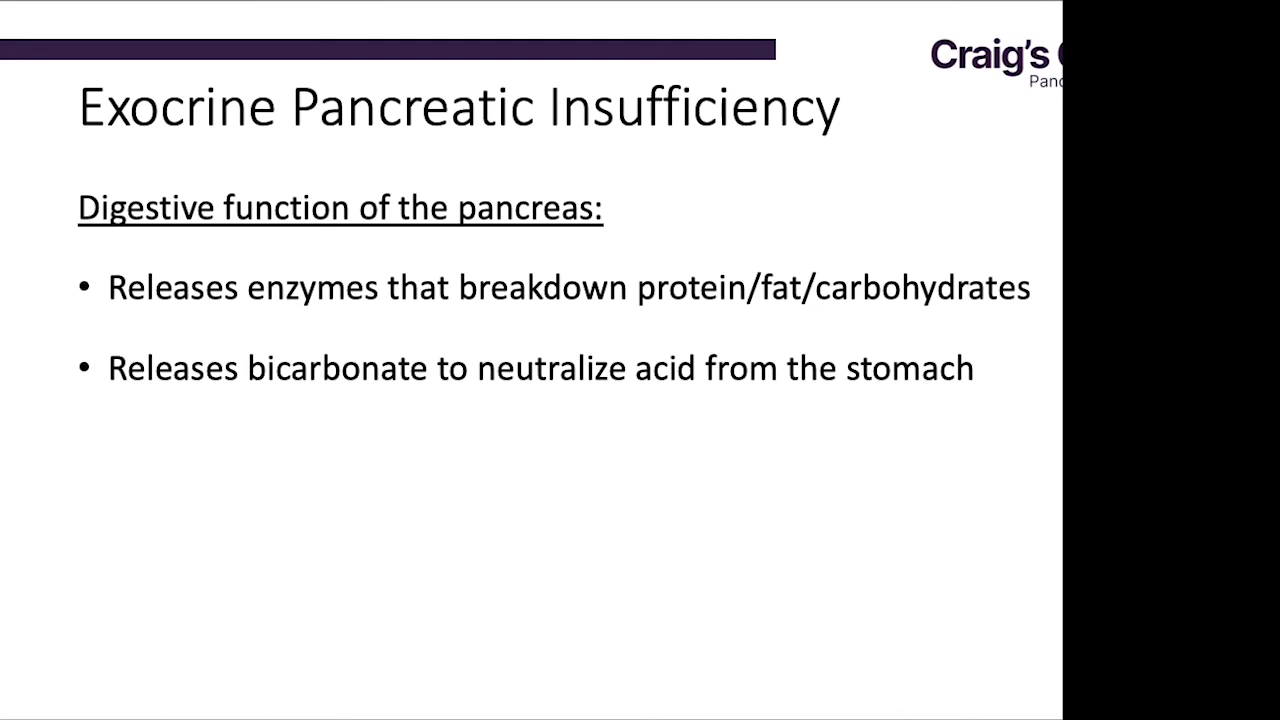 Craig's
Exocrine Pancreatic Insufficiency
Digestive function of the pancreas:
• Releases enzymes that breakdown protein/fat/carbohydrates
• Releases bicarbonate to neutralize acid from the stomach